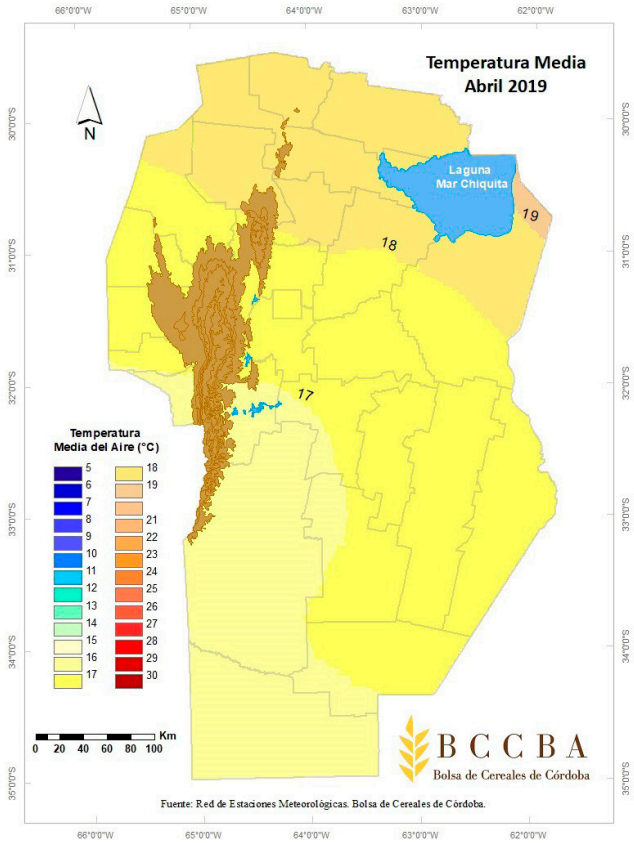 66°0'0"W 65°0'0"W 64°0'0"W 63°0'0"W 62°0'0"W
Temperatura Media
Abril 2019
30°0'0"S
30°0'0"S
N
Laguna
Mar Chiquita
19
18
31°0'0"S
31°0'0"S
32°0'0"S
32°0'0"S
17
Temperatura
Media del Aire (°C)
5
6
7
8
9
10
11
12
13
14
15
16
17
18
19
21
22
23
24
25
26
27
28
29
30
33°0'0"S
33°0'0"S
34°0'0"S
34°0'0"S
Km
0 20 40 60 80 100
BCCBA
Bolsa de Cereales de Córdoba
35°0'0"S
35°0'0"S
Fuente: Red de Estaciones Meteorológicas. Bolsa de Cereales de Córdoba.
66°0'0"W 65°0'0"W 64°0'0"W 63°0'0"W 62°0'0"W